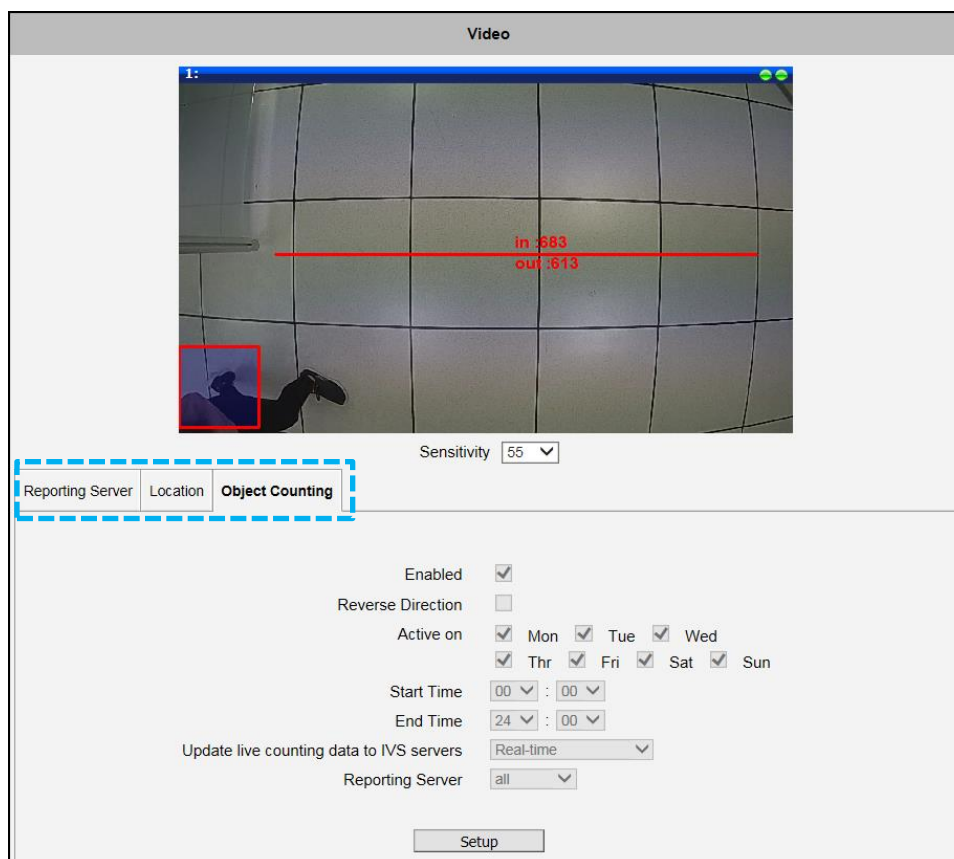 Video
1:
in :683
out :613
Sensitivity 55
Reporting Server Location Object Counting
Enabled
Reverse Direction
Active on Mon Tue Wed
Thr Fri Sat Sun
Start Time 00 : 00
End Time 24 : 00
Update live counting data to IVS servers Real-time
Reporting Server all
Setup